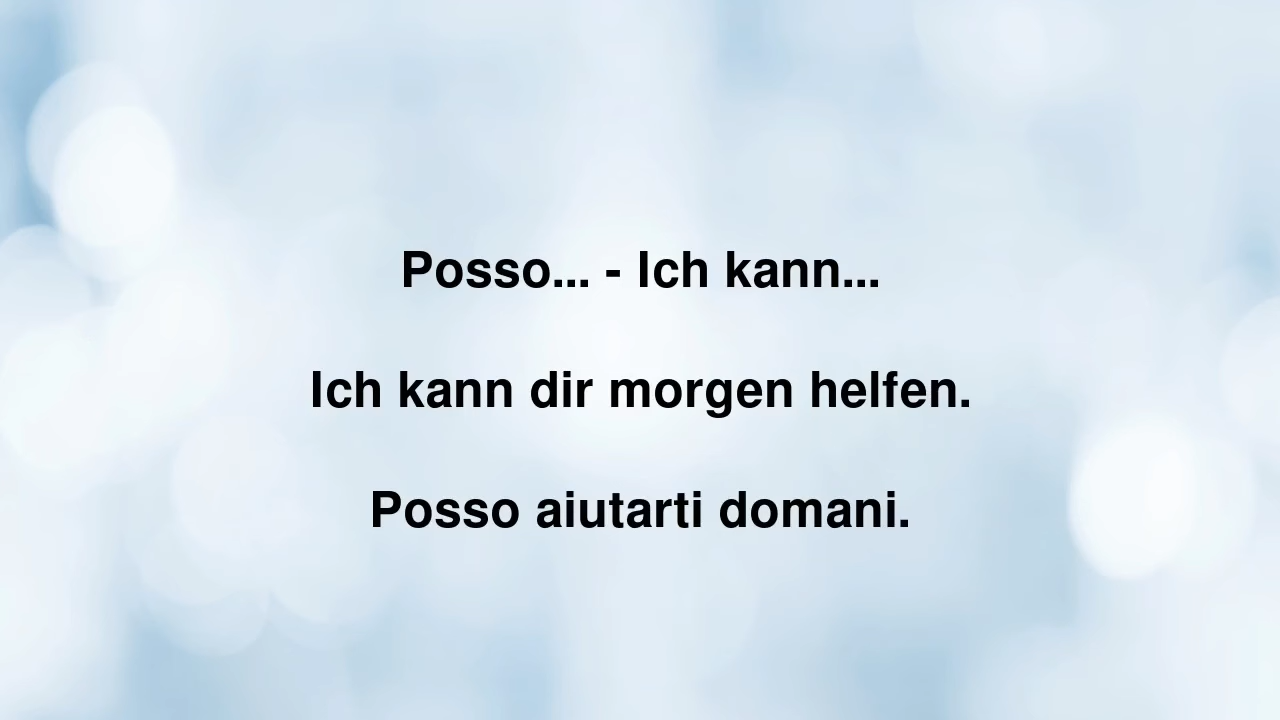 Posso... - Ich kann...
Ich kann dir morgen helfen.
Posso aiutarti domani.